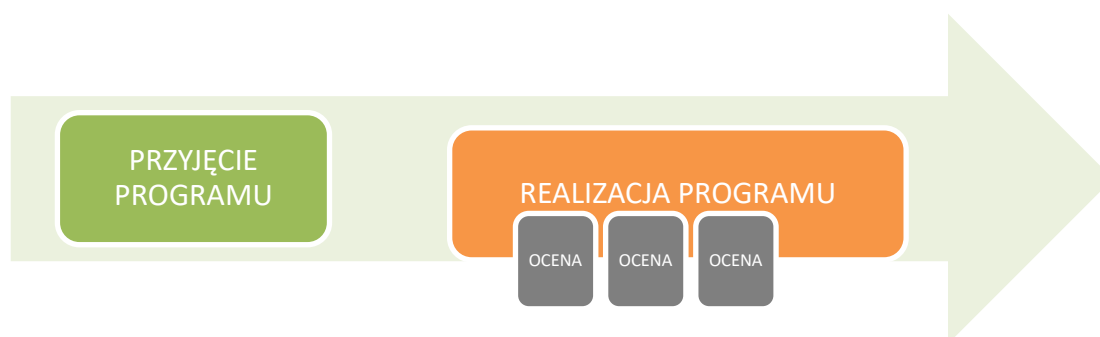 PRZYJĘCIE
PROGRAMU
REALIZACJA PROGRAMU
OCENA
OCENA
OCENA